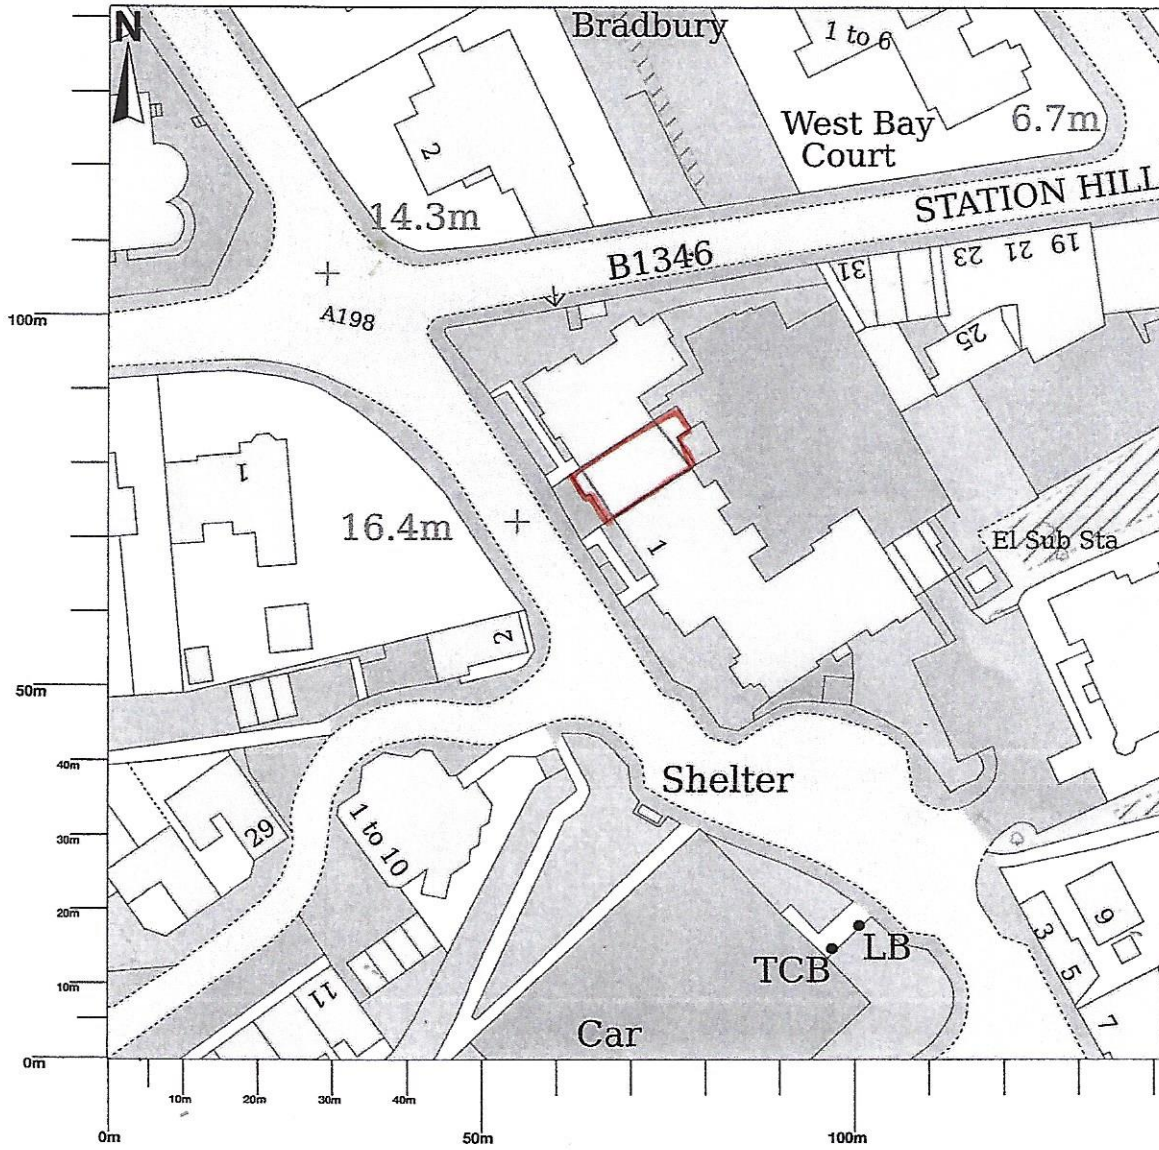 N
Bradbury
1 to 6
2
West Bay
Court
6.7m
14.3m
STATION HILL
B1346
31
23
21
19
A198
25
100m
1
16.4m
1
El Sub Sta
2
50m
40m
Shelter
30m
29
1 to 10
20m
LB
TCB
9
3
5
7
10m
11
Car
0m
10m
20m
30m
40m
0m
50m
100m